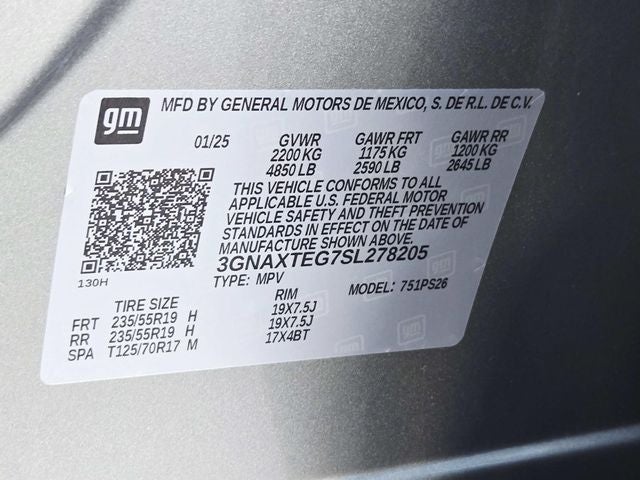 gm MFD BY GENERAL MOTORS DE MEXICO, S. DE R.L. DE C.V.
01/25 GVWR GAWR FRT GAWR RR
2200 KG 1175 KG 1200 KG
4850 LB 2590 LB 2645 LB
THIS VEHICLE CONFORMS TO ALL
APPLICABLE U.S. FEDERAL MOTOR
VEHICLE SAFETY AND THEFT PREVENTION
STANDARDS IN EFFECT ON THE DATE OF
MANUFACTURE SHOWN ABOVE.
3GNAXTEG7SL278205
130H TYPE: MPV MODEL: 751PS26
TIRE SIZE RIM
FRT 235/55R19 H 19X7.5J
RR 235/55R19 H 19X7.5J
SPA T125/70R17 M 17X4BT